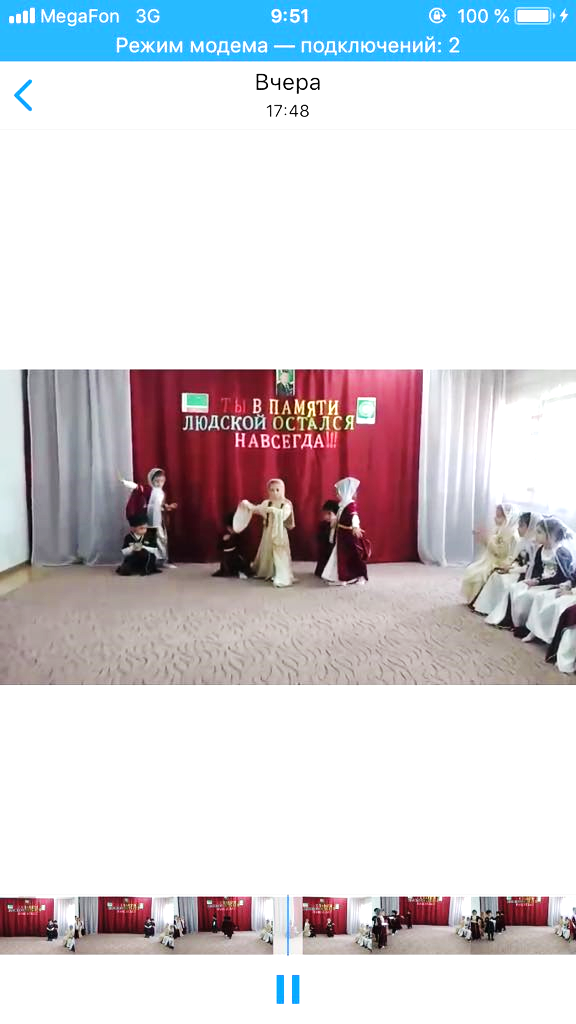 MegaFon 3G 9:51 100 %
Режим модема — подключений: 2
Вчера
17:48
ТЫ В ПАМЯТИ
ЛЮДСКОЙ ОСТАЛСЯ
НАВСЕГДА!!!